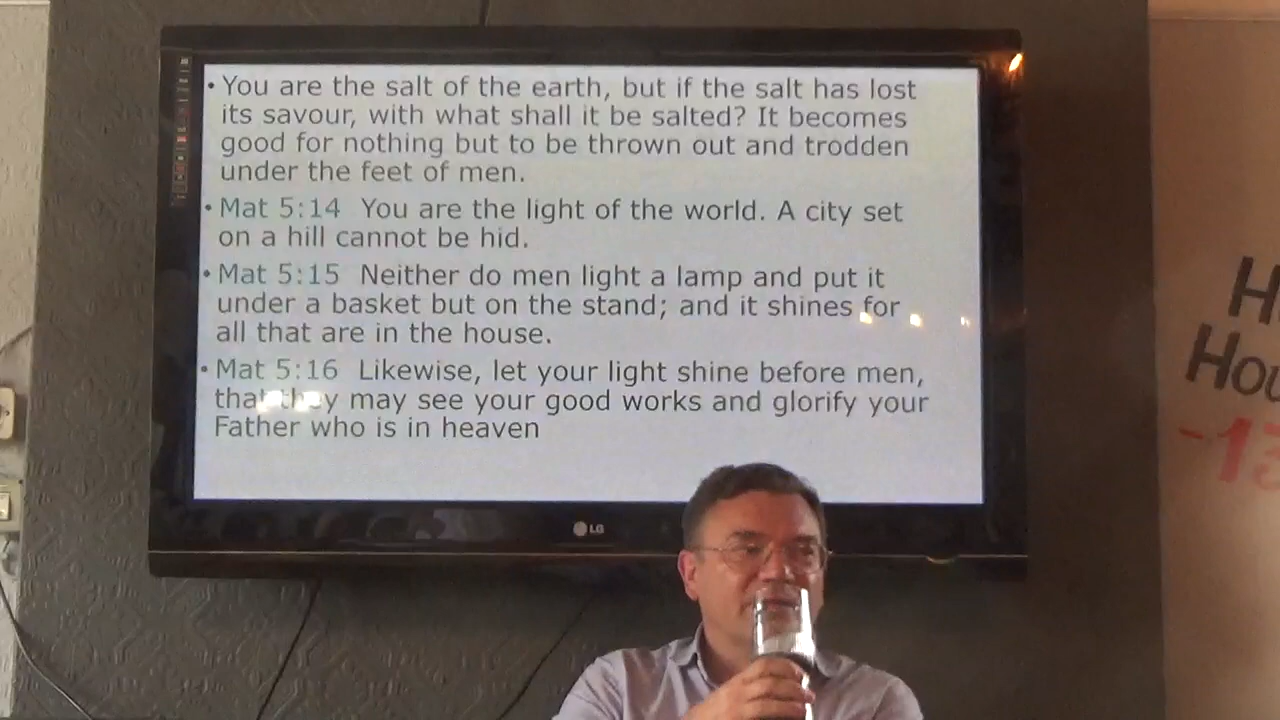 • You are the salt of the earth, but if the salt has lost
its savour, with what shall it be salted? It becomes
good for nothing but to be thrown out and trodden
under the feet of men.
• Mat 5:14 You are the light of the world. A city set
on a hill cannot be hid.
• Mat 5:15 Neither do men light a lamp and put it
under a basket but on the stand; and it shines for
all that are in the house.
• Mat 5:16 Likewise, let your light shine before men,
that they may see your good works and glorify your
Father who is in heaven
LG